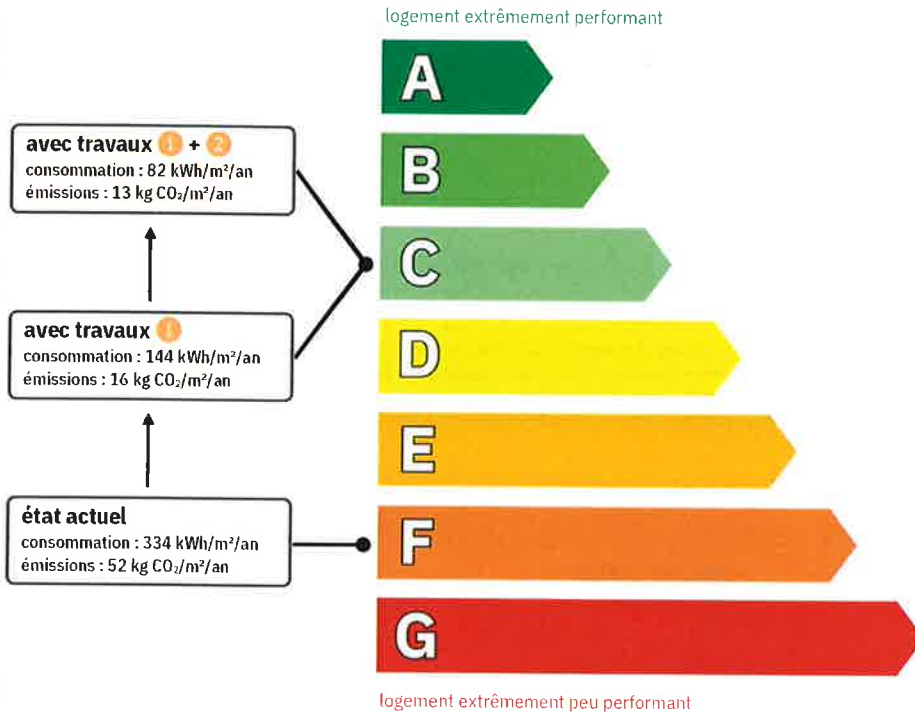 logement extrêmement performant
A
avec travaux 1 + 2
consommation : 82 kWh/m²/an
émissions : 13 kg CO₂/m²/an
B
C
avec travaux 1
consommation : 144 kWh/m²/an
émissions : 16 kg CO₂/m²/an
D
E
état actuel
consommation : 334 kWh/m²/an
émissions : 52 kg CO₂/m²/an
F
G
logement extrêmement peu performant